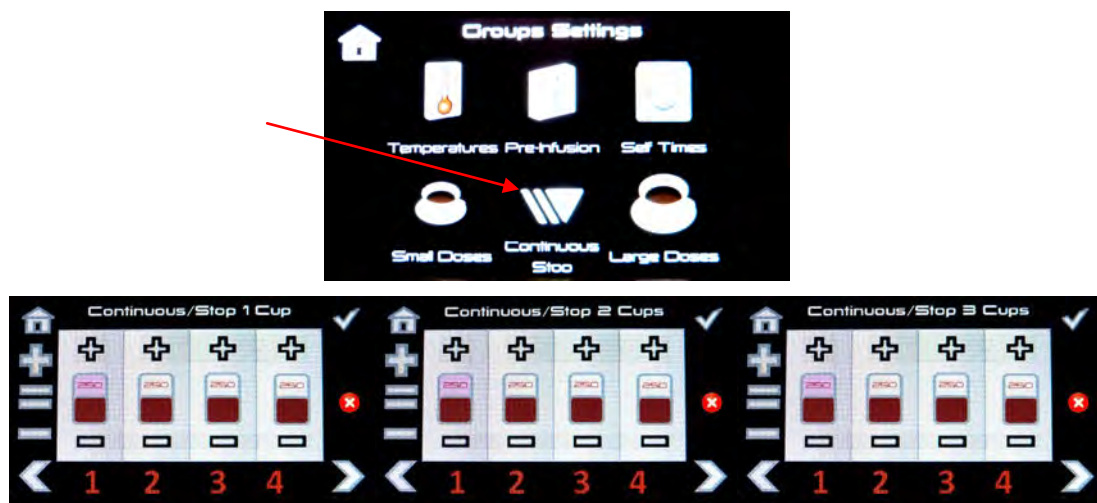 Groups Settings
Temperatures Pre-Infusion Self Times
Small Doses Continuous Stop Large Doses
Continuous/Stop 1 Cup
250 250 250 250
1 2 3 4
Continuous/Stop 2 Cups
250 250 250 250
1 2 3 4
Continuous/Stop 3 Cups
250 250 250 250
1 2 3 4